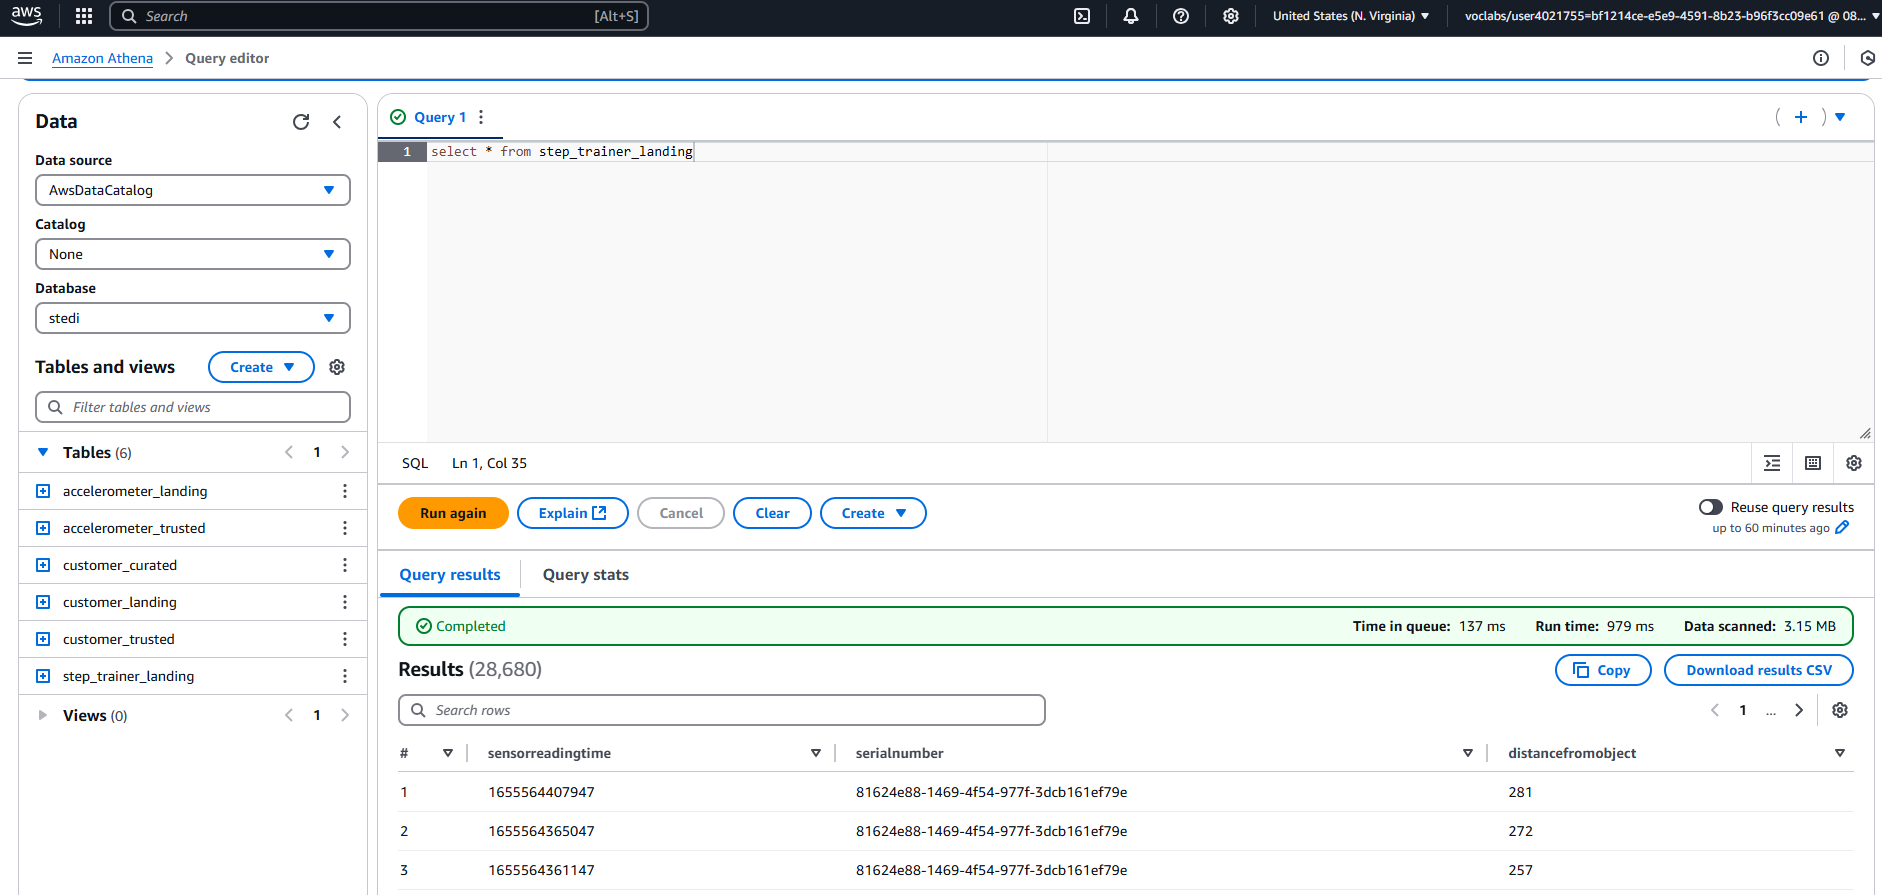 aws
Search
[Alt+S]
United States (N. Virginia)
voclabs/user4021755=bf1214ce-e5e9-4591-8b23-b96f3cc09e61 @ 08...
Amazon Athena
Query editor
Data
Data source
AwsDataCatalog
Catalog
None
Database
stedi
Tables and views
Create
Filter tables and views
Tables (6)
1
accelerometer_landing
accelerometer_trusted
customer_curated
customer_landing
customer_trusted
step_trainer_landing
Views (0)
1
Query 1
1
select * from step_trainer_landing
SQL
Ln 1, Col 35
Run again
Explain
Cancel
Clear
Create
Reuse query results
up to 60 minutes ago
Query results
Query stats
Completed
Time in queue: 137 ms
Run time: 979 ms
Data scanned: 3.15 MB
Results (28,680)
Copy
Download results CSV
Search rows
1
...
# sensorreadingtime serialnumber distancefromobject
1 1655564407947 81624e88-1469-4f54-977f-3dcb161ef79e 281
2 1655564365047 81624e88-1469-4f54-977f-3dcb161ef79e 272
3 1655564361147 81624e88-1469-4f54-977f-3dcb161ef79e 257